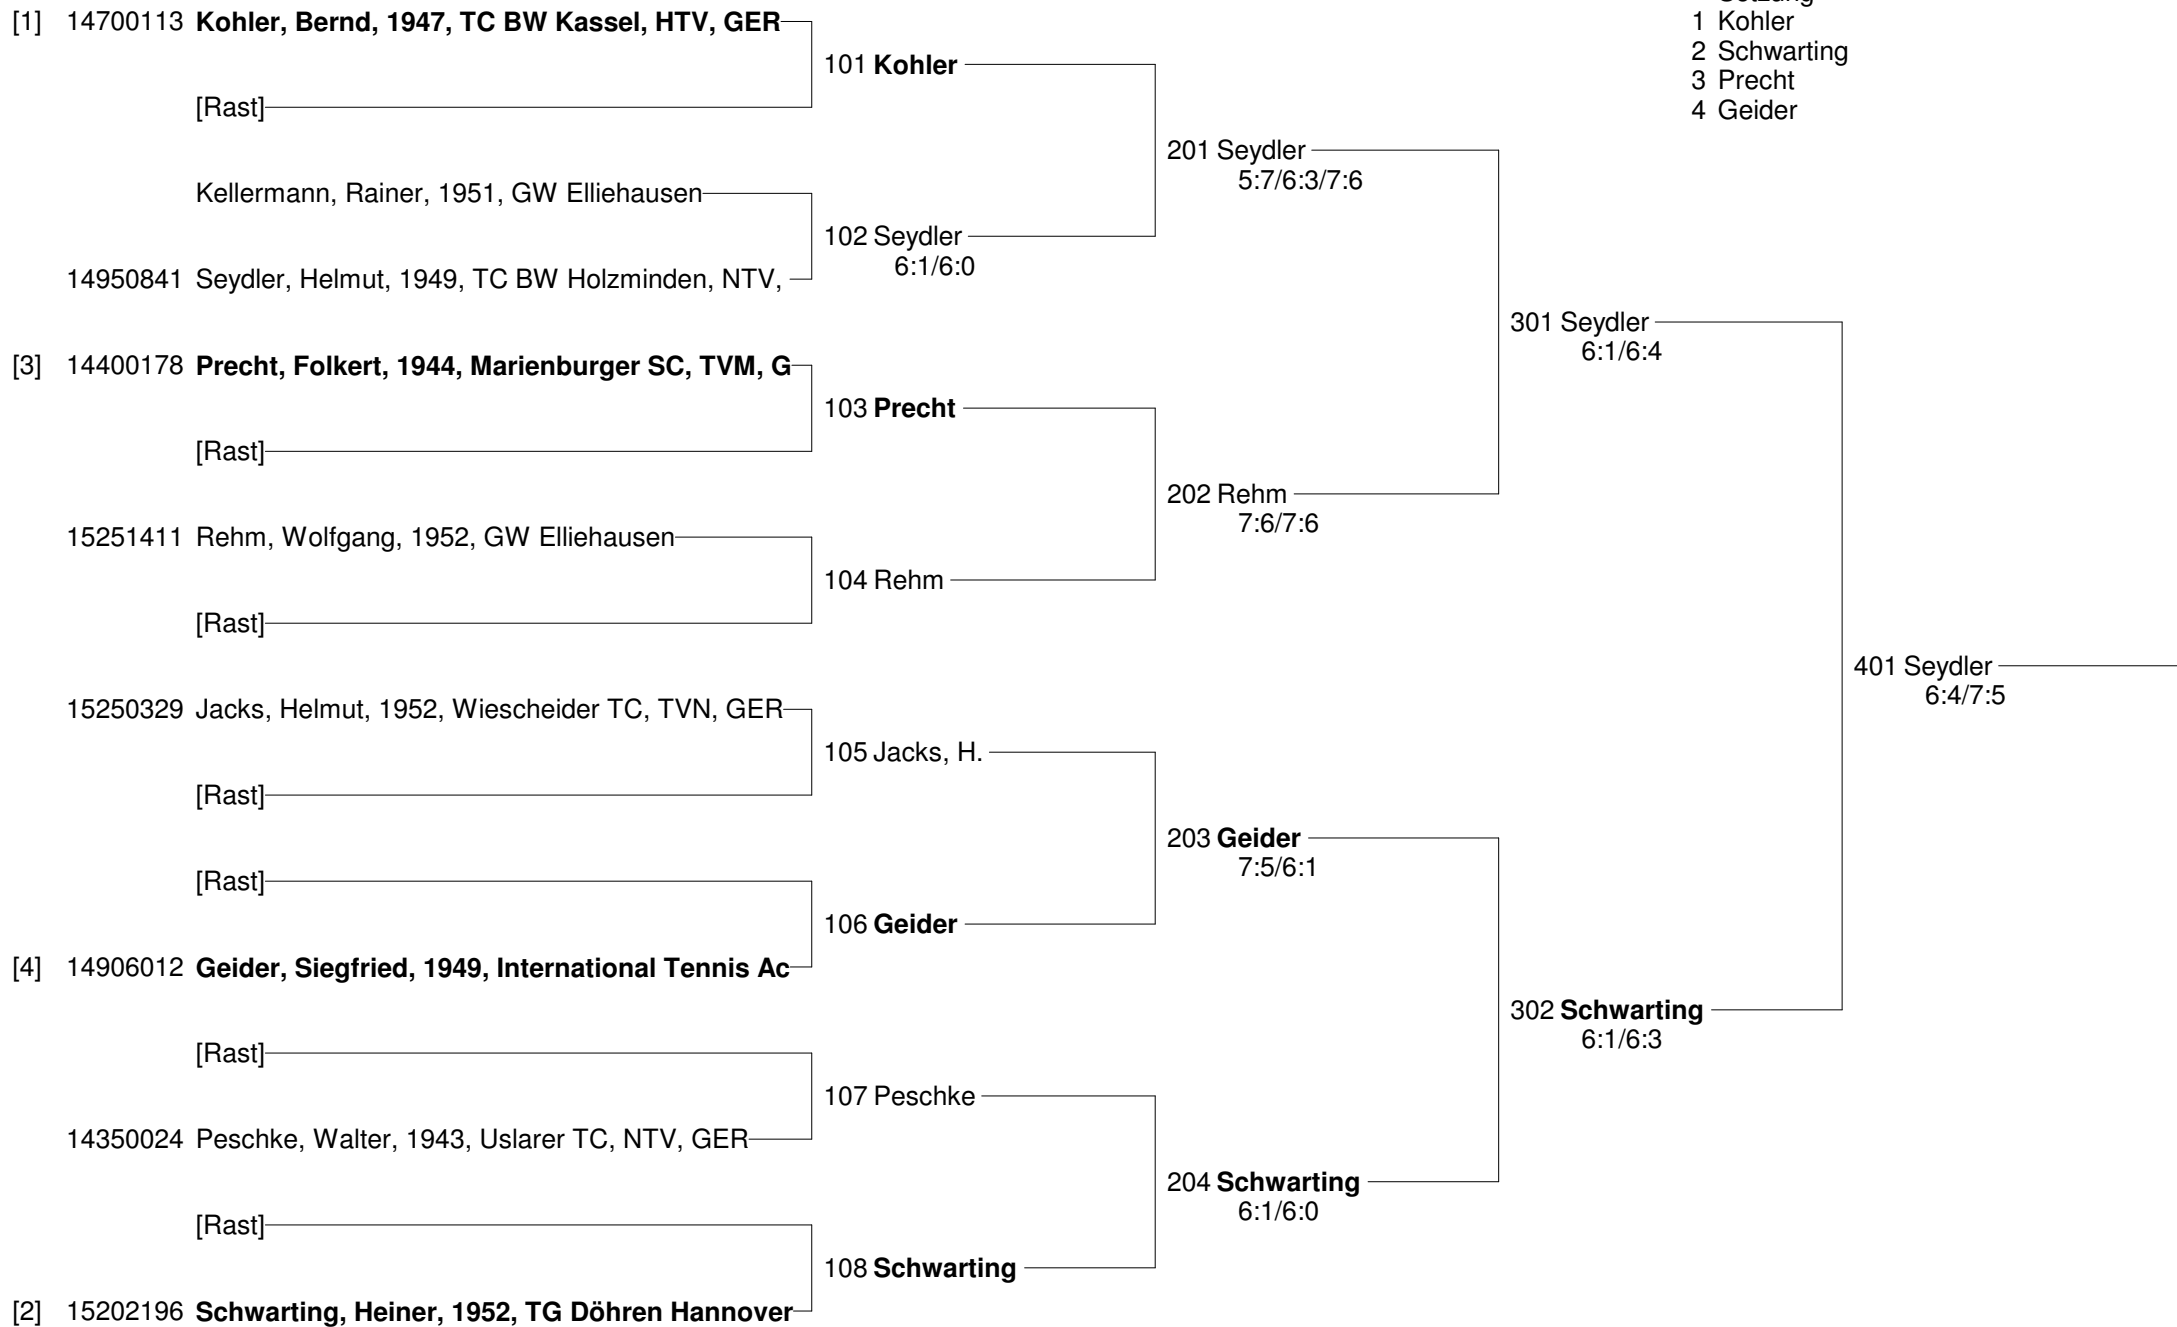 Setzung
1 Kohler
2 Schwarting
3 Precht
4 Geider
[1] 14700113 Kohler, Bernd, 1947, TC BW Kassel, HTV, GER
101 Kohler
[Rast]
201 Seydler
5:7/6:3/7:6
Kellermann, Rainer, 1951, GW Elliehausen
102 Seydler
6:1/6:0
14950841 Seydler, Helmut, 1949, TC BW Holzminden, NTV,
301 Seydler
6:1/6:4
[3] 14400178 Precht, Folkert, 1944, Marienburger SC, TVM, G
103 Precht
[Rast]
202 Rehm
7:6/7:6
15251411 Rehm, Wolfgang, 1952, GW Elliehausen
104 Rehm
[Rast]
401 Seydler
6:4/7:5
15250329 Jacks, Helmut, 1952, Wiescheider TC, TVN, GER
105 Jacks, H.
[Rast]
203 Geider
7:5/6:1
[Rast]
106 Geider
[4] 14906012 Geider, Siegfried, 1949, International Tennis Ac
302 Schwarting
6:1/6:3
[Rast]
107 Peschke
14350024 Peschke, Walter, 1943, Uslarer TC, NTV, GER
204 Schwarting
6:1/6:0
[Rast]
108 Schwarting
[2] 15202196 Schwarting, Heiner, 1952, TG Döhren Hannover